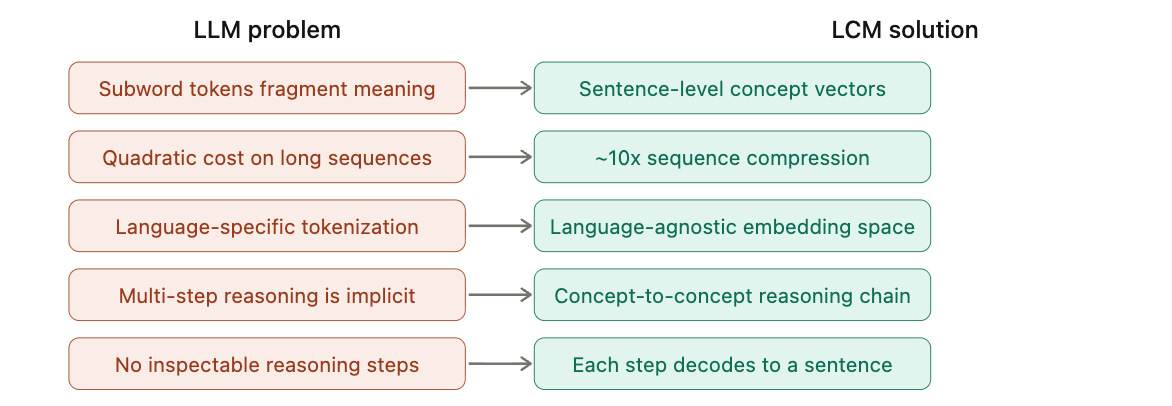 LLM problem
LCM solution
Subword tokens fragment meaning
Sentence-level concept vectors
Quadratic cost on long sequences
~10x sequence compression
Language-specific tokenization
Language-agnostic embedding space
Multi-step reasoning is implicit
Concept-to-concept reasoning chain
No inspectable reasoning steps
Each step decodes to a sentence